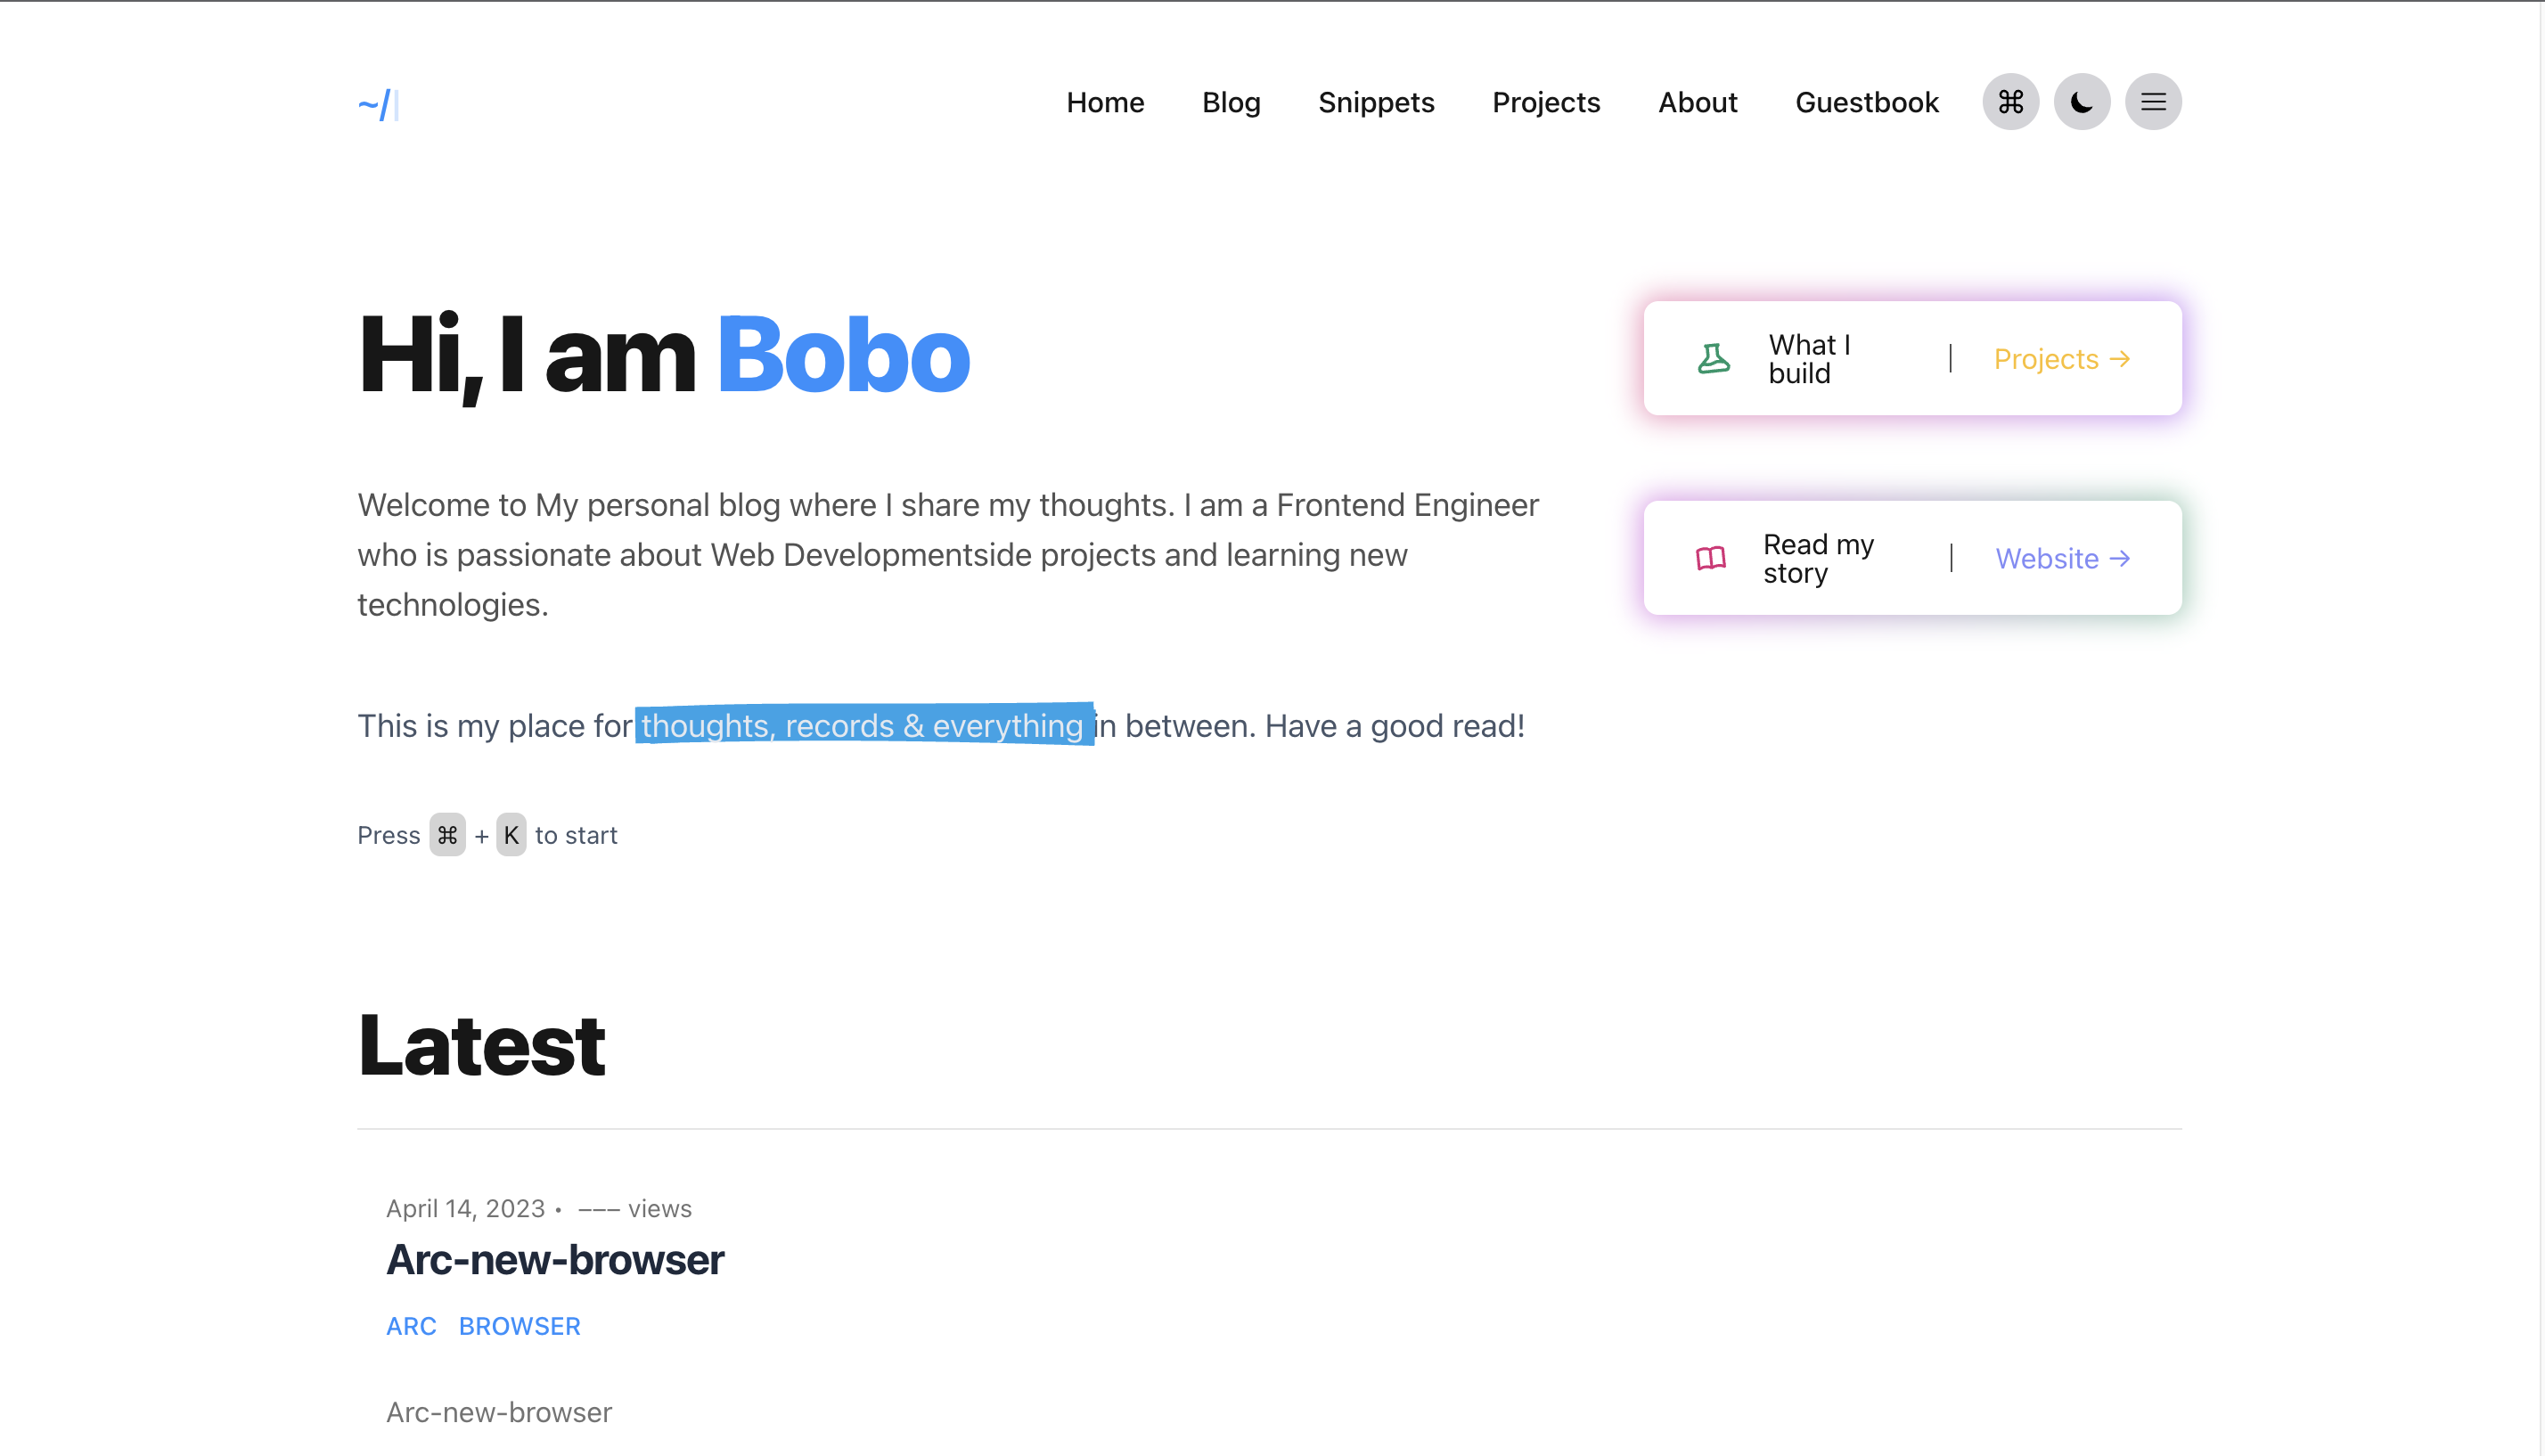 ~/
Home Blog Snippets Projects About Guestbook ⌘
Hi, I am Bobo
Welcome to My personal blog where I share my thoughts. I am a Frontend Engineer
who is passionate about Web Developmentside projects and learning new
technologies.
This is my place for thoughts, records & everything in between. Have a good read!
Press ⌘ + K to start
What I
build
| Projects →
Read my
story
| Website →
Latest
April 14, 2023 • ––– views
Arc-new-browser
ARC BROWSER
Arc-new-browser